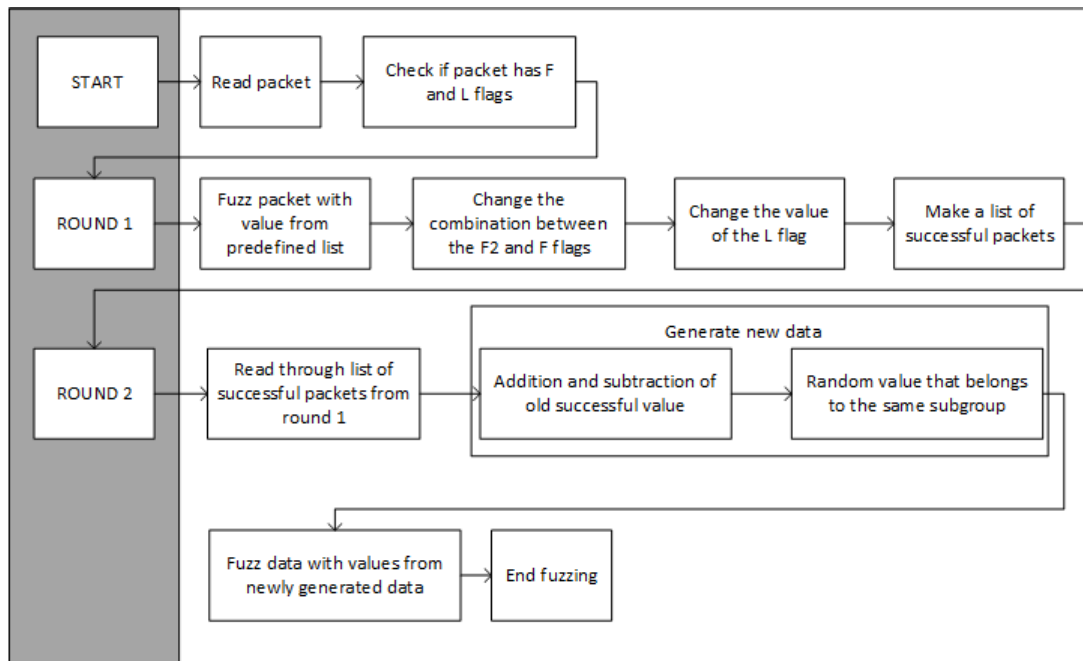 START
Read packet
Check if packet has F
and L flags
ROUND 1
Fuzz packet with
value from
predefined list
Change the
combination between
the F2 and F flags
Change the value
of the L flag
Make a list of
successful packets
ROUND 2
Read through list of
successful packets from
round 1
Generate new data
Addition and subtraction of
old successful value
Random value that belongs
to the same subgroup
Fuzz data with values from
newly generated data
End fuzzing